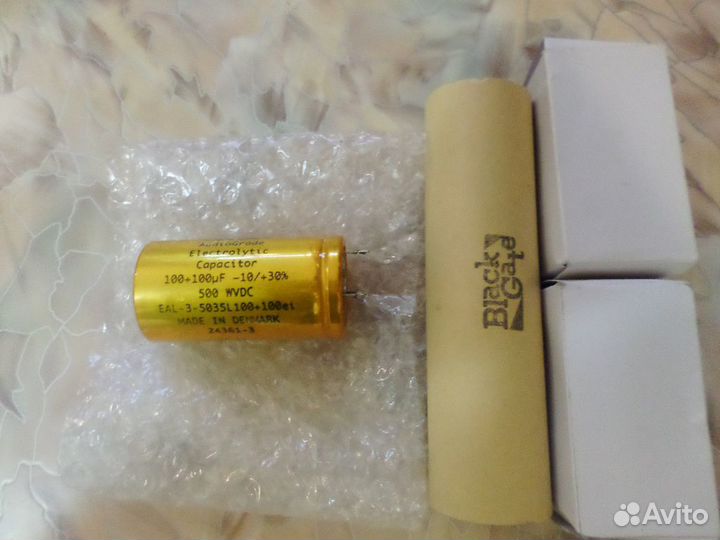 AudioGrade
Electrolytic
Capacitor
100+100µF -10/+30%
500 WVDC
EAL-3-5035L100+100et
MADE IN DENMARK
24361-3
Black
Gate
Avito